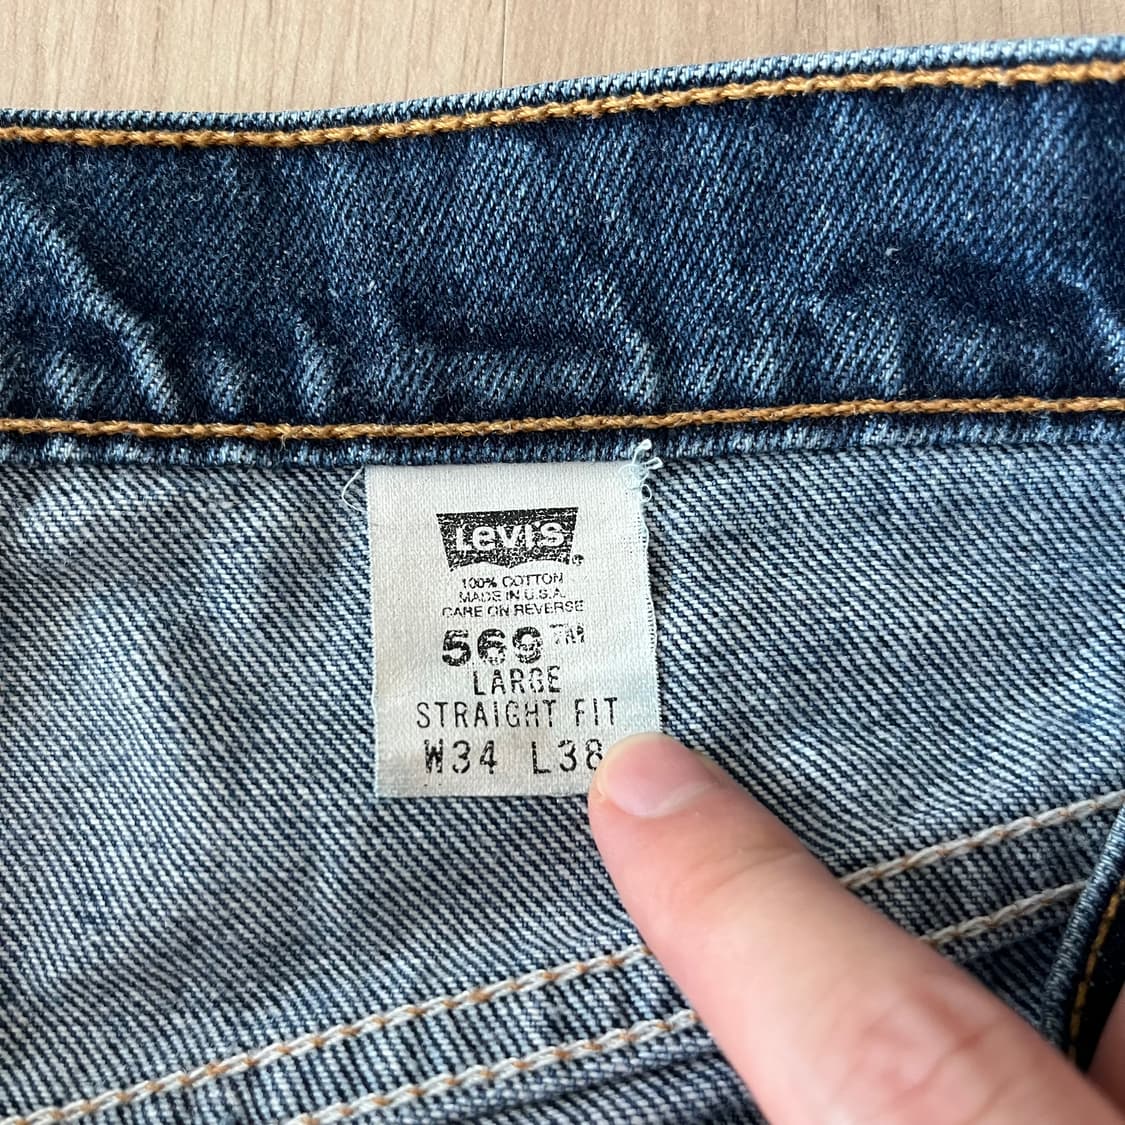 Levi's®
100% COTTON
MADE IN U.S.A.
CARE ON REVERSE
569™
LARGE
STRAIGHT FIT
W34 L38